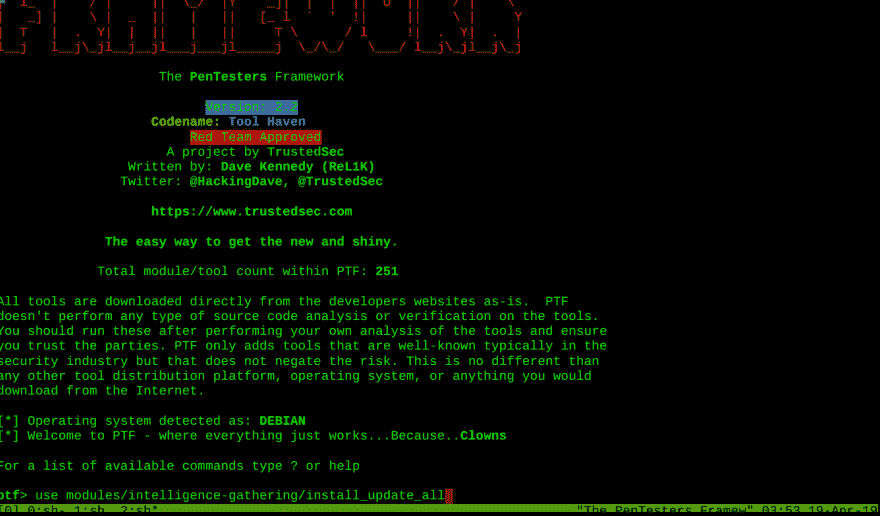 The PenTesters Framework
Version: 2.2
Codename: Tool Haven
Red Team Approved
A project by TrustedSec
Written by: Dave Kennedy (ReL1K)
Twitter: @HackingDave, @TrustedSec
https://www.trustedsec.com
The easy way to get the new and shiny.
Total module/tool count within PTF: 251
All tools are downloaded directly from the developers websites as-is.  PTF
doesn't perform any type of source code analysis or verification on the tools.
You should run these after performing your own analysis of the tools and ensure
you trust the parties. PTF only adds tools that are well-known typically in the
security industry but that does not negate the risk. This is no different than
any other tool distribution platform, operating system, or anything you would
download from the Internet.
[*] Operating system detected as: DEBIAN
[*] Welcome to PTF - where everything just works...Because..Clowns
For a list of available commands type ? or help
ptf> use modules/intelligence-gathering/install_update_all
[0] 0:sh- 1:sh 2:sh* "The PenTesters Framew" 03:53 19-Apr-19